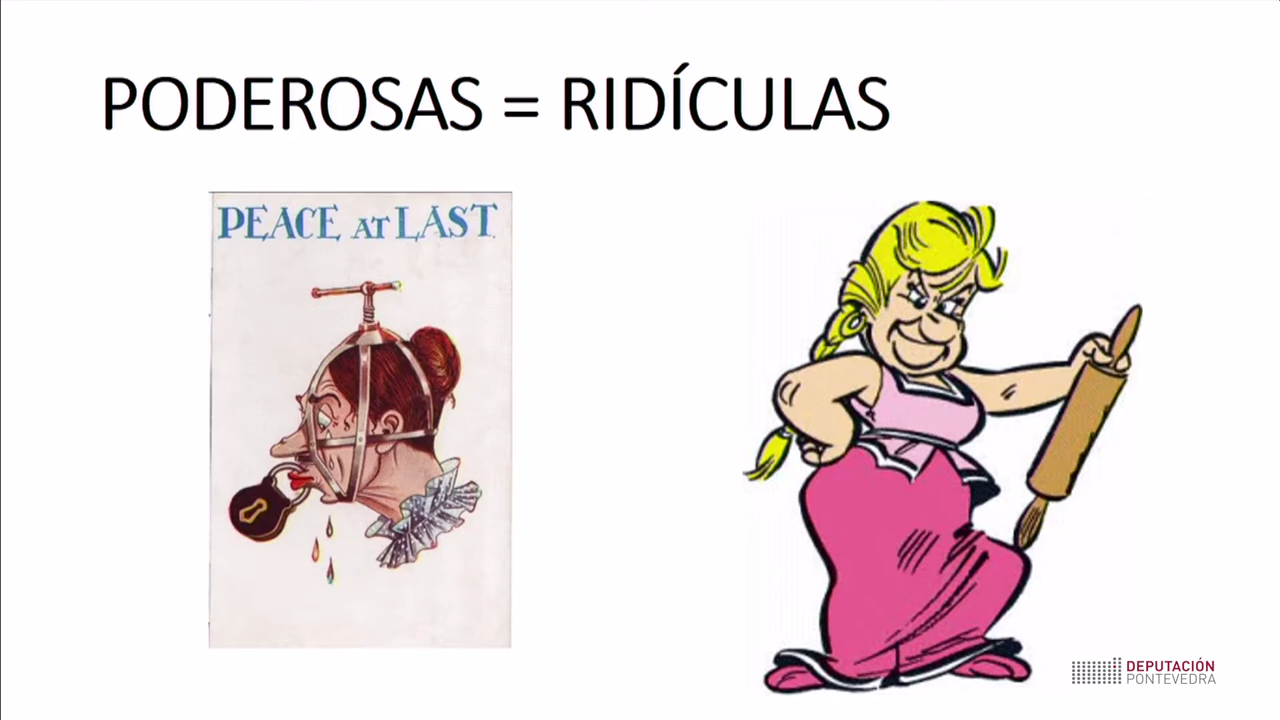 PODEROSAS = RIDÍCULAS
PEACE AT LAST
DEPUTACIÓN
PONTEVEDRA